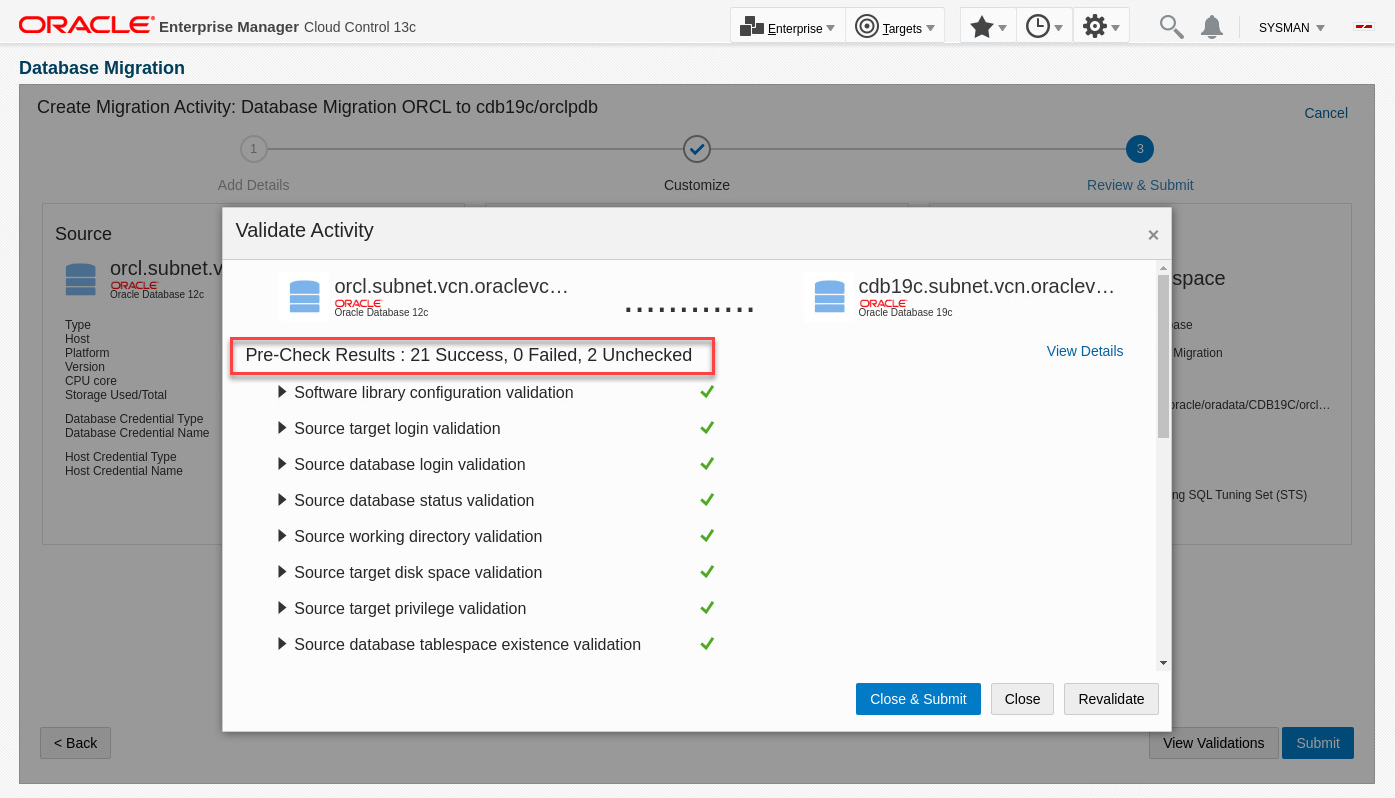 ORACLE Enterprise Manager Cloud Control 13c
Enterprise
Targets
SYSMAN
Database Migration
Create Migration Activity: Database Migration ORCL to cdb19c/orclpdb
Cancel
1
3
Add Details
Customize
Review & Submit
Source
orcl.subnet.v
ORACLE
Oracle Database 12c
Type
Host
Platform
Version
CPU core
Storage Used/Total
Database Credential Type
Database Credential Name
Host Credential Type
Host Credential Name
Validate Activity
×
orcl.subnet.vcn.oraclevc…
ORACLE
Oracle Database 12c
cdb19c.subnet.vcn.oraclev…
ORACLE
Oracle Database 19c
Pre-Check Results : 21 Success, 0 Failed, 2 Unchecked
View Details
Software library configuration validation
Source target login validation
Source database login validation
Source database status validation
Source working directory validation
Source target disk space validation
Source target privilege validation
Source database tablespace existence validation
Close & Submit
Close
Revalidate
space
ase
Migration
oracle/oradata/CDB19C/orcl…
ng SQL Tuning Set (STS)
< Back
View Validations
Submit